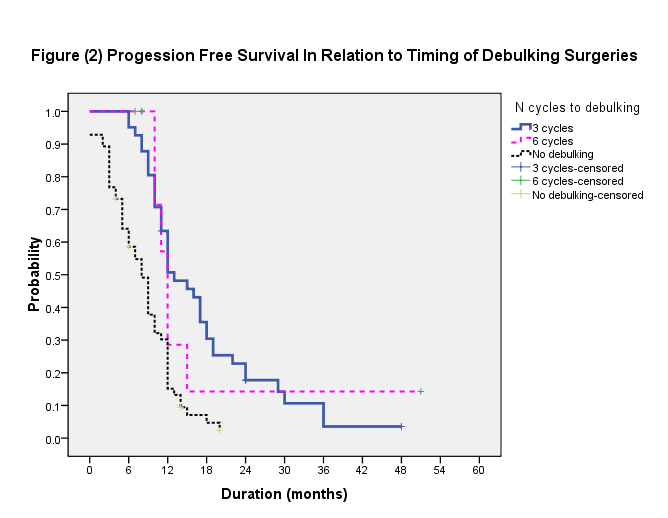 Figure (2) Progession Free Survival In Relation to Timing of Debulking Surgeries
N cycles to debulking
3 cycles
6 cycles
No debulking
3 cycles-censored
6 cycles-censored
No debulking-censored
Probability
1.0
0.9
0.8
0.7
0.6
0.5
0.4
0.3
0.2
0.1
0.0
0 6 12 18 24 30 36 42 48 54 60
Duration (months)